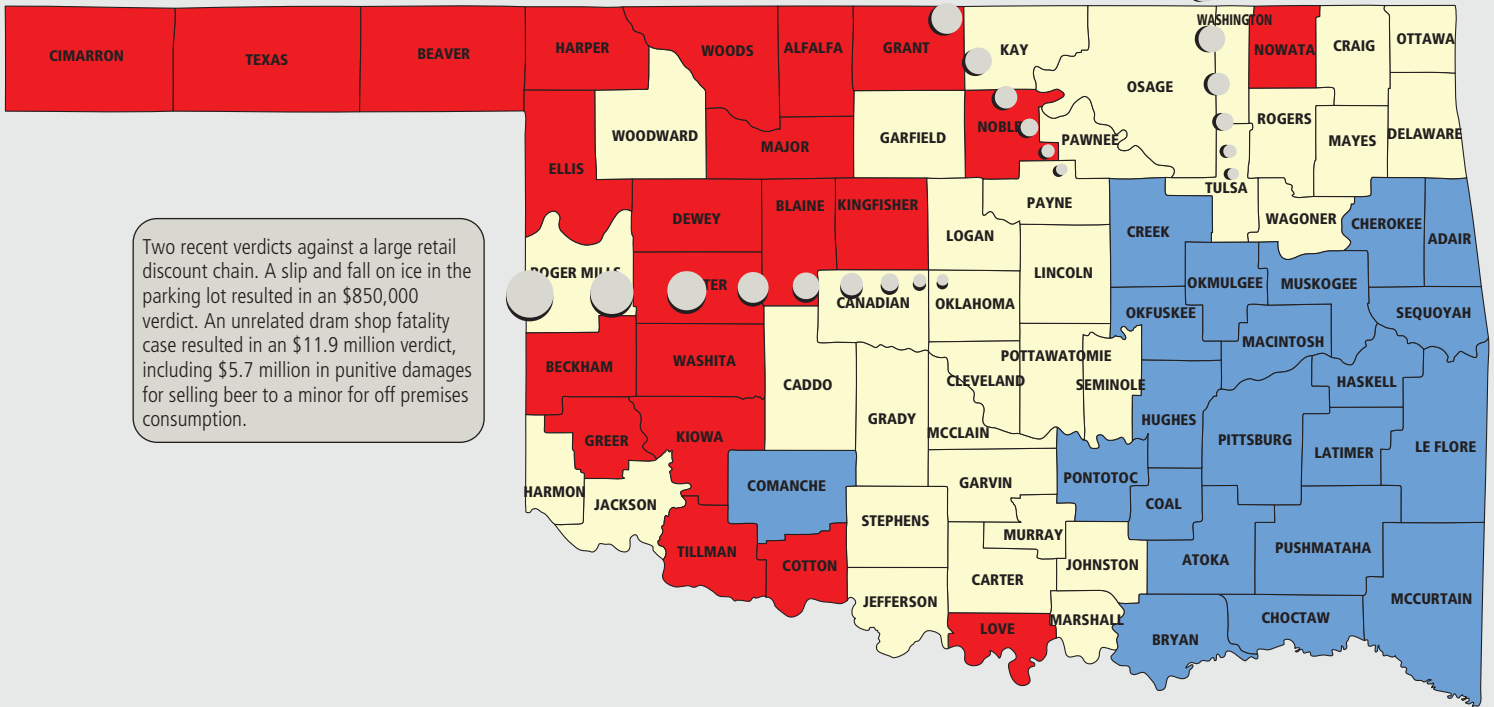 WASHINGTON
CIMARRON
TEXAS
BEAVER
HARPER
WOODS
ALFALFA
GRANT
KAY
OSAGE
NOWATA
CRAIG
OTTAWA
WOODWARD
ELLIS
MAJOR
GARFIELD
NOBLE
PAWNEE
ROGERS
MAYES
DELAWARE
DEWEY
BLAINE
KINGFISHER
LOGAN
PAYNE
TULSA
CREEK
WAGONER
CHEROKEE
ADAIR
Two recent verdicts against a large retail
discount chain. A slip and fall on ice in the
parking lot resulted in an $850,000
verdict. An unrelated dram shop fatality
case resulted in an $11.9 million verdict,
including $5.7 million in punitive damages
for selling beer to a minor for off premises
consumption.
ROGER MILLS
TER
CANADIAN
OKLAHOMA
LINCOLN
OKMULGEE
MUSKOGEE
OKFUSKEE
SEQUOYAH
MACINTOSH
BECKHAM
WASHITA
CADDO
GRADY
CLEVELAND
POTTAWATOMIE
SEMINOLE
HUGHES
HASKELL
GREER
KIOWA
MCCLAIN
PITTSBURG
LATIMER
LE FLORE
HARMON
JACKSON
COMANCHE
STEPHENS
GARVIN
PONTOTOC
COAL
MURRAY
TILLMAN
COTTON
JEFFERSON
CARTER
JOHNSTON
ATOKA
PUSHMATAHA
LOVE
MARSHALL
BRYAN
CHOCTAW
MCCURTAIN